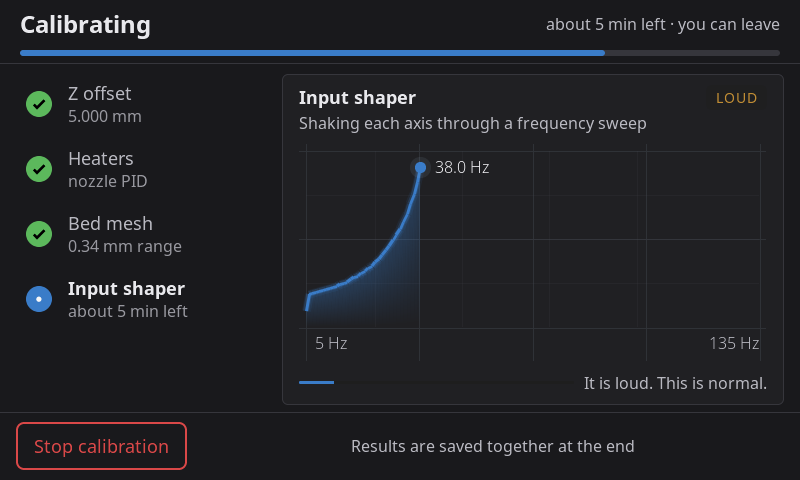 Calibrating
about 5 min left · you can leave
Z offset
5.000 mm
Heaters
nozzle PID
Bed mesh
0.34 mm range
Input shaper
about 5 min left
Input shaper
LOUD
Shaking each axis through a frequency sweep
38.0 Hz
5 Hz
135 Hz
It is loud. This is normal.
Stop calibration
Results are saved together at the end